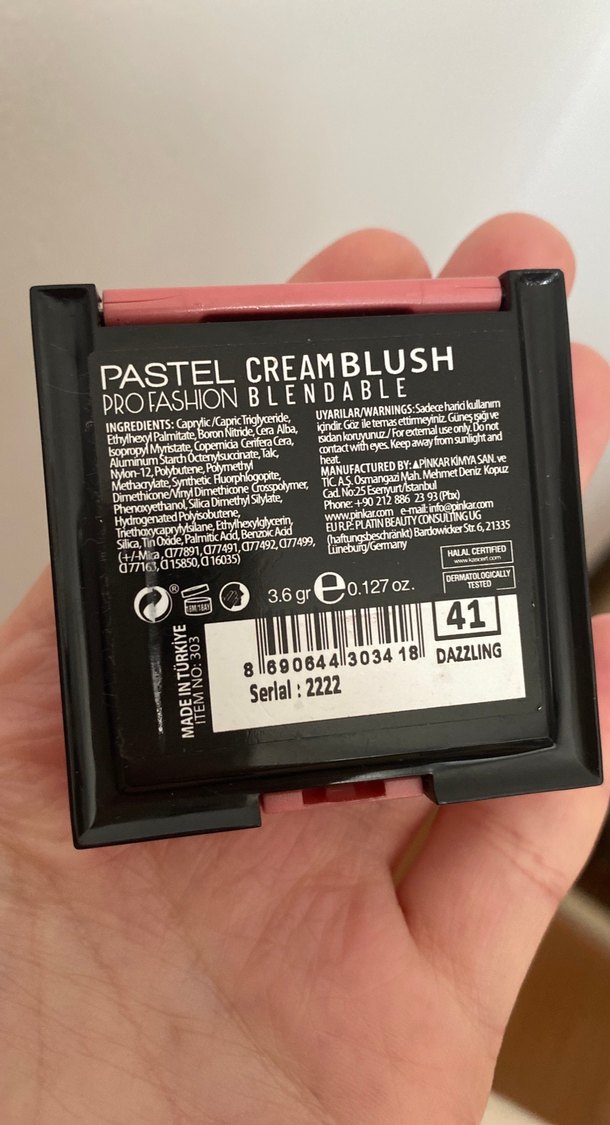 PASTEL CREAM BLUSH
PRO FASHION BLENDABLE
INGREDIENTS: Caprylic /Capric Triglyceride,
Ethylhexyl Palmitate, Boron Nitride, Cera Alba,
Isopropyl Myristate, Copernicia Cerifera Cera,
Aluminum Starch Octenylsuccinate, Talc,
Nylon-12, Polybutene, Polymethyl
Methacrylate, Synthetic Fluorphlogopite,
Dimethicone/Vinyl Dimethicone Crosspolymer,
Phenoxyethanol, Silica Dimethyl Silylate,
Hydrogenated Polyisobutene,
Triethoxycaprylylsilane, Ethylhexylglycerin,
Silica, Tin Oxide, Palmitic Acid, Benzoic Acid
(+/-Mica, CI77891, CI77491, CI77492, CI77499,
CI77163, CI15850, CI16035)
UYARILAR/WARNINGS: Sadece harici kullanım
içindir. Göz ile temas ettirmeyiniz. Güneş ışığı ve
ısıdan koruyunuz./ For external use only. Do not
contact with eyes. Keep away from sunlight and
heat.
MANUFACTURED BY: PINKAR KİMYA SAN. ve
TİC. A.Ş. Osmangazi Mah. Mehmet Deniz Kopuz
Cad. No:25 Esenyurt/Istanbul
Phone: +90 212 886 23 93 (Pbx)
www.pinkar.com e-mail: info@pinkar.com
EU R.P.: PLATIN BEAUTY CONSULTING UG
(haftungsbeschränkt) Bardowicker Str. 6, 21335
Lüneburg/Germany
HALAL CERTIFIED
www.kascert.com
DERMATOLOGICALLY
TESTED
® 18M/18AY 3.6 gr e 0.127 oz.
MADE IN TÜRKİYE
ITEM NO: 303
8 690644 303418
Serial : 2222
41
DAZZLING